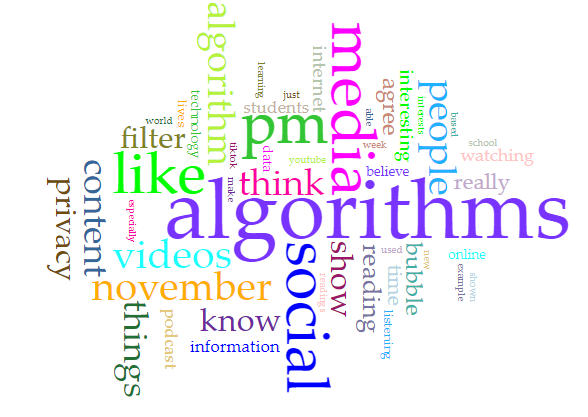 algorithms
media
social
pm
like
algorithm
people
november
videos
content
things
think
know
show
filter
privacy
reading
bubble
time
really
agree
interesting
internet
students
learning
just
technology
lives
world
tiktok
make
data
youtube
week
able
believe
interests
based
school
watching
especially
podcast
information
readings
used
new
listening
online
example
shown